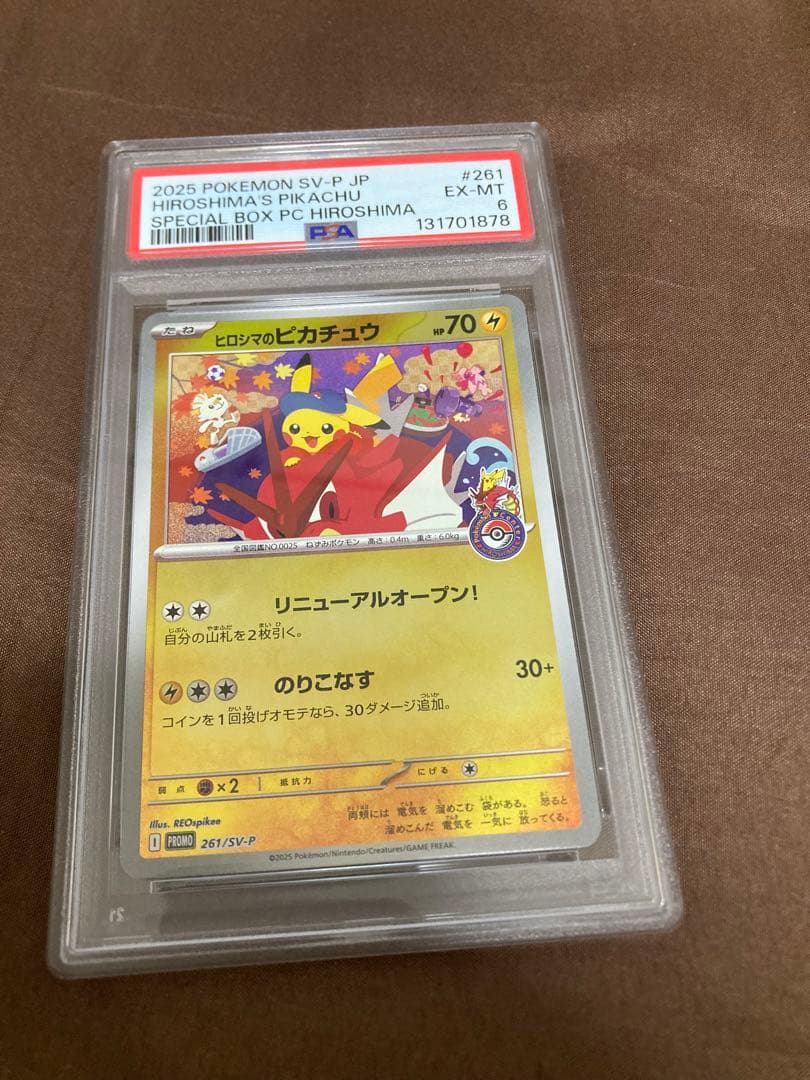 2025 POKEMON SV-P JP
#261
HIROSHIMA'S PIKACHU
EX-MT
SPECIAL BOX PC HIROSHIMA
6
PSA
131701878
たね
ヒロシマのピカチュウ
HP 70
全国図鑑NO.0025 ねずみポケモン 高さ:0.4m 重さ:6.0kg
リニューアルオープン!
自分の山札を2枚引く。
のりこなす
30+
コインを1回投げオモテなら、30ダメージ追加。
弱点 ×2 抵抗力 にげる
両頬には 電気を 溜めこむ 袋がある。 怒ると
溜めこんだ 電気を 一気に 放ってくる。
Illus. REOspikee
I PROMO 261/SV-P
©2025 Pokémon/Nintendo/Creatures/GAME FREAK.